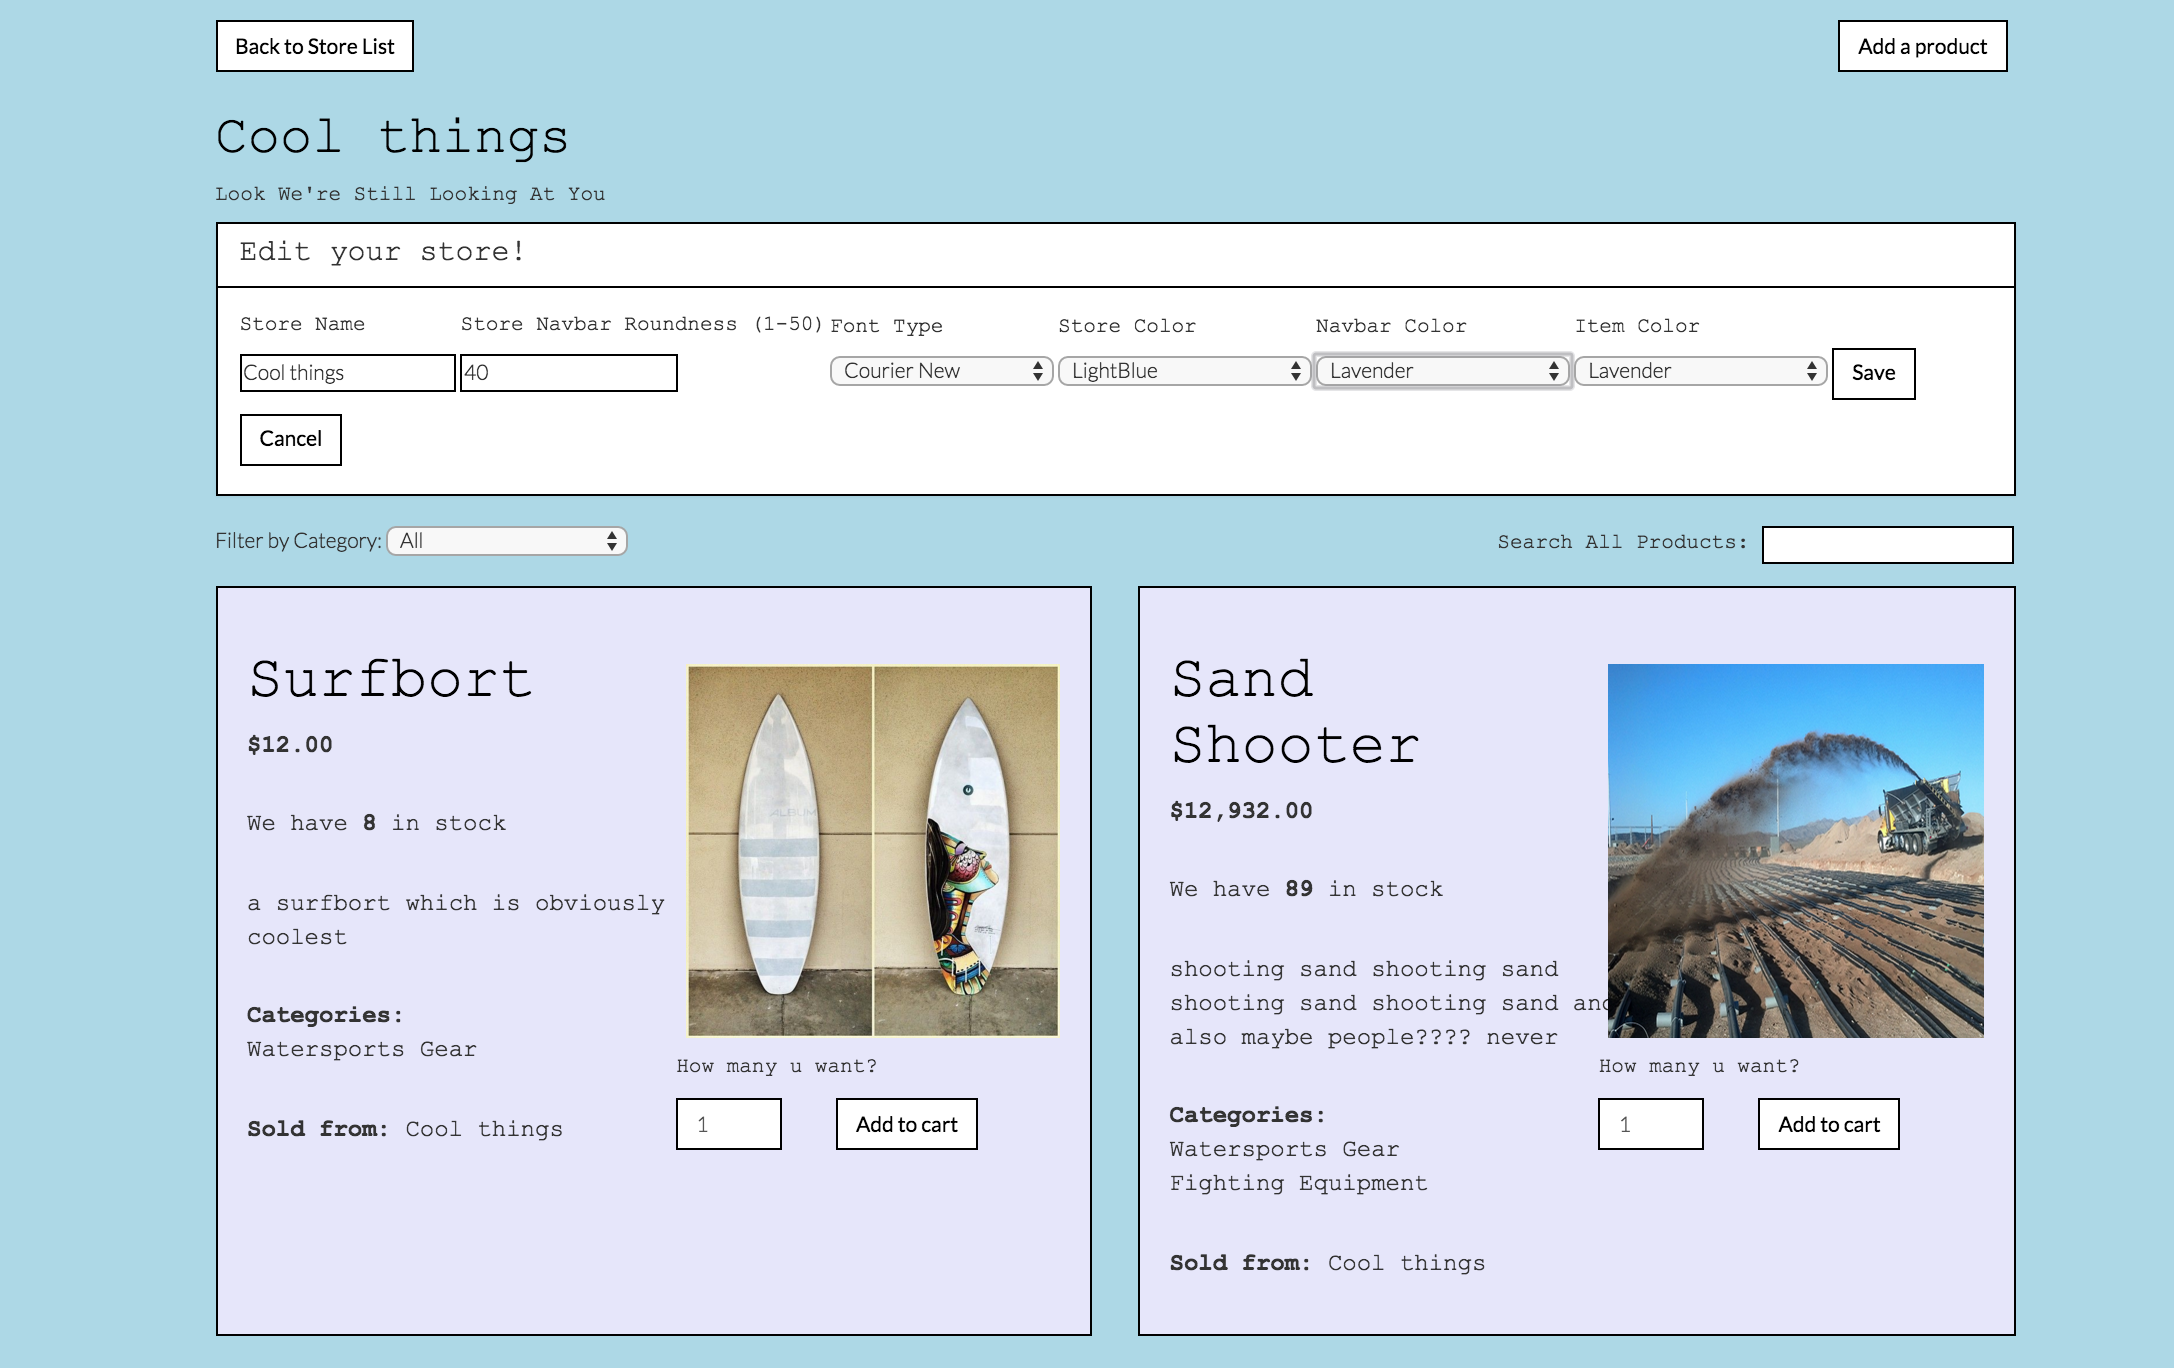 Back to Store List
Add a product
Cool things
Look We're Still Looking At You
Edit your store!
Store Name
Store Navbar Roundness (1-50)
Font Type
Store Color
Navbar Color
Item Color
Cool things
40
Courier New
LightBlue
Lavender
Lavender
Save
Cancel
Filter by Category: All
Search All Products:
Surfbort
$12.00
We have 8 in stock
a surfbort which is obviously
coolest
Categories:
Watersports Gear
Sold from: Cool things
ALBUM
How many u want?
1
Add to cart
Sand
Shooter
$12,932.00
We have 89 in stock
shooting sand shooting sand
shooting sand shooting sand and
also maybe people???? never
Categories:
Watersports Gear
Fighting Equipment
Sold from: Cool things
How many u want?
1
Add to cart